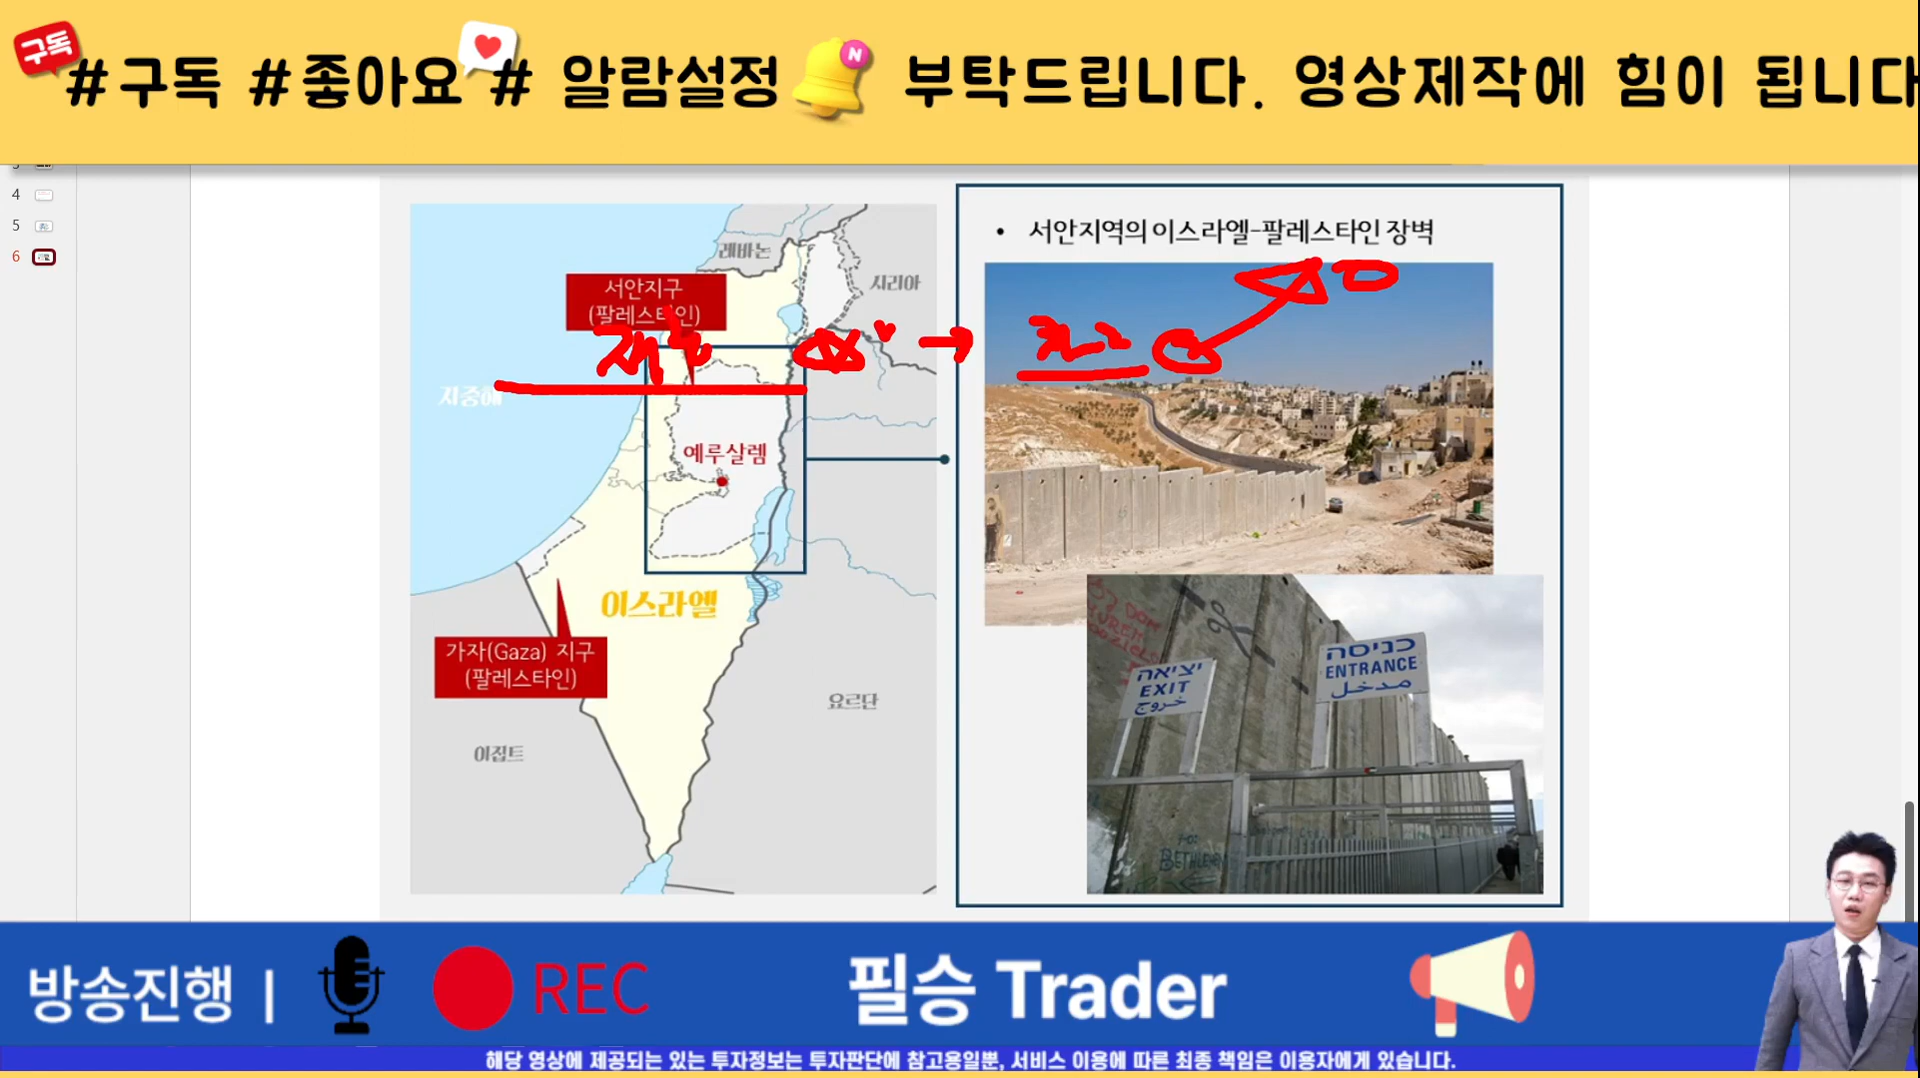 구독
#구독 #좋아요 # 알람설정 N 부탁드립니다. 영상제작에 힘이 됩니다
4
5
6
레바논
시리아
서안지구
(팔레스타인)
지중해
예루살렘
이스라엘
가자(Gaza) 지구
(팔레스타인)
요르단
이집트
• 서안지역의 이스라엘-팔레스타인 장벽
יציאה
EXIT
خروج
כניסה
ENTRANCE
مدخل
방송진행 | REC 필승 Trader
해당 영상에 제공되는 있는 투자정보는 투자판단에 참고용일뿐, 서비스 이용에 따른 최종 책임은 이용자에게 있습니다.